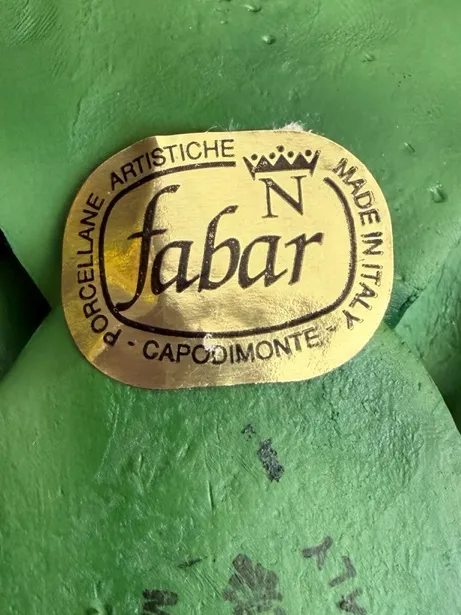 PORCELLANE ARTISTICHE
MADE IN ITALY
N
fabar
- CAPODIMONTE -